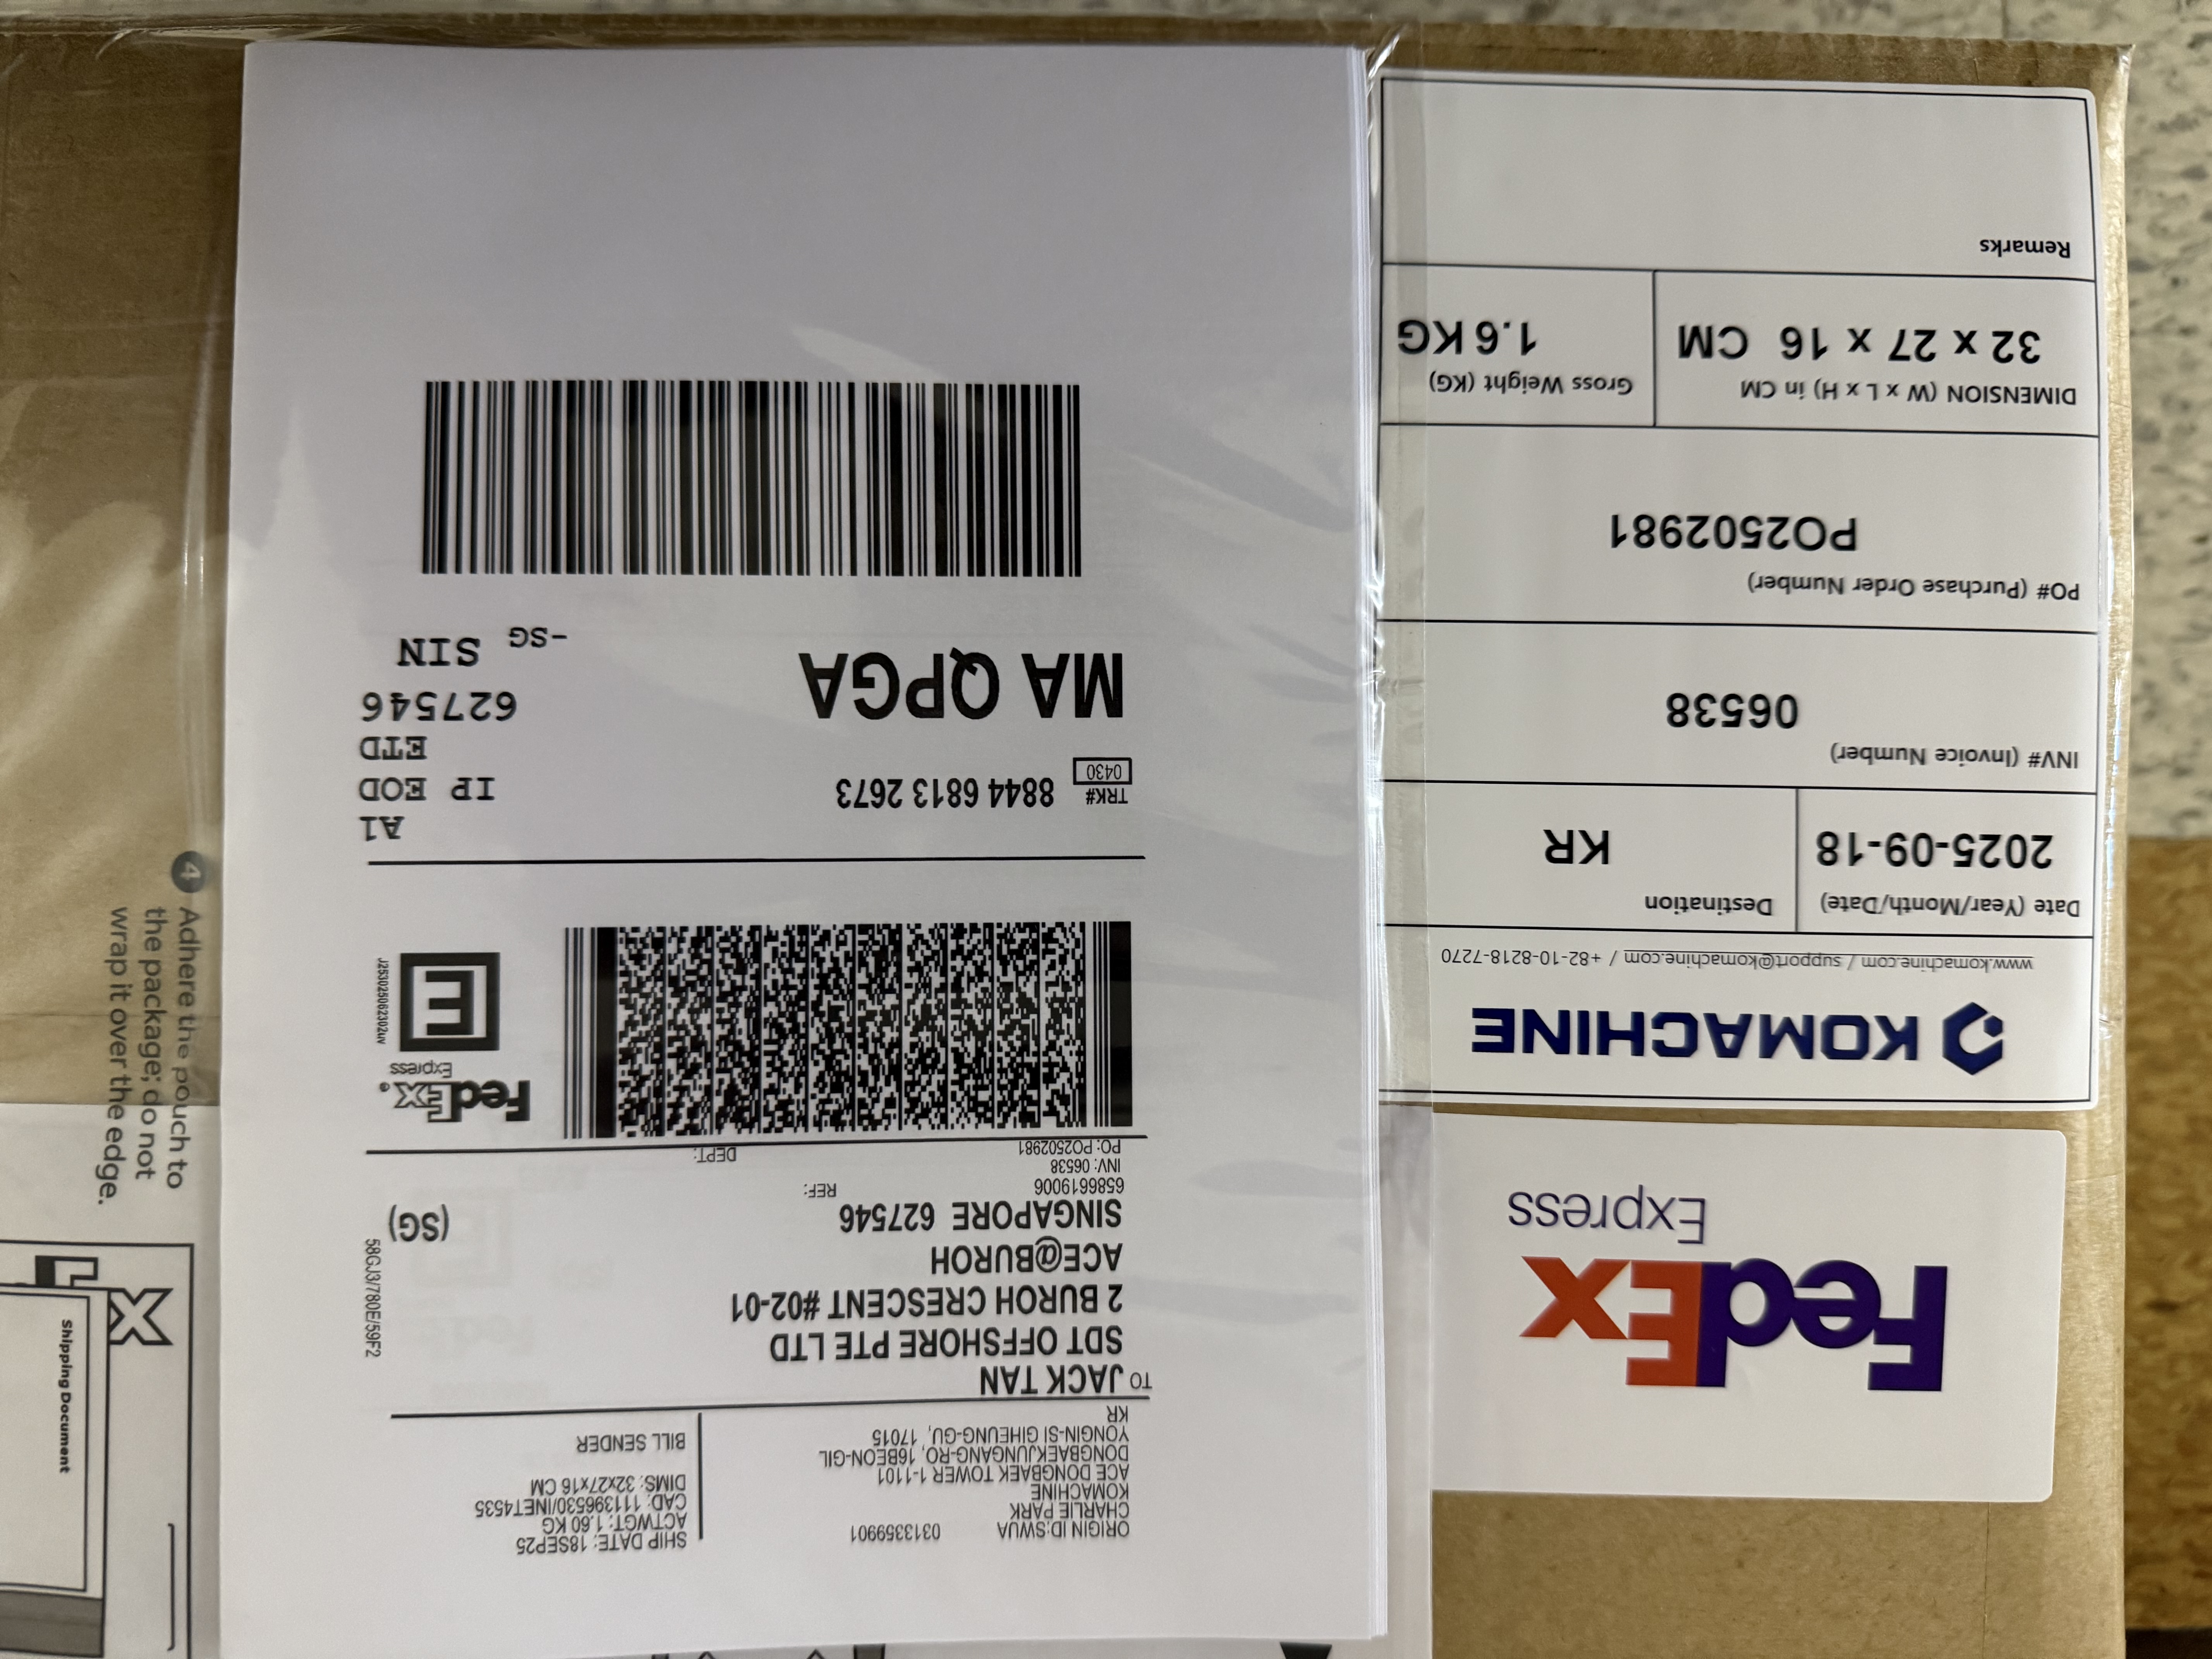 FedEx
Express
KOMACHINE
www.komachine.com / support@komachine.com / +82-10-8218-7270
Date (Year/Month/Date)
2025-09-18
Destination
KR
INV# (Invoice Number)
06538
PO# (Purchase Order Number)
PO2502981
DIMENSION (W x L x H) in CM
32 x 27 x 16 CM
Gross Weight (KG)
1.6 KG
Remarks
ORIGIN ID:SWUA 0313359901
CHARLIE PARK
KOMACHINE
ACE DONGBAEK TOWER 1-1101
DONGBAEKJUNGANG-RO, 16BEON-GIL
YONGIN-SI GIHEUNG-GU, 17015
KR
SHIP DATE: 18SEP25
ACTWGT: 1.60 KG
CAD: 111396530/INET4535
DIMS: 32x27x16 CM
BILL SENDER
TO JACK TAN
SDT OFFSHORE PTE LTD
2 BUROH CRESCENT #02-01
ACE@BUROH
SINGAPORE 627546
(SG)
6586619006
REF:
INV: 06538
PO: PO2502981
DEPT:
58GJ3/780E/59F2
FedEx®
Express
E
J253025062302uv
TRK# 8844 6813 2673
0430
A1
IP EOD
ETD
MA QPGA
627546
-SG SIN
4 Adhere the pouch to
the package; do not
wrap it over the edge.
Shipping Document